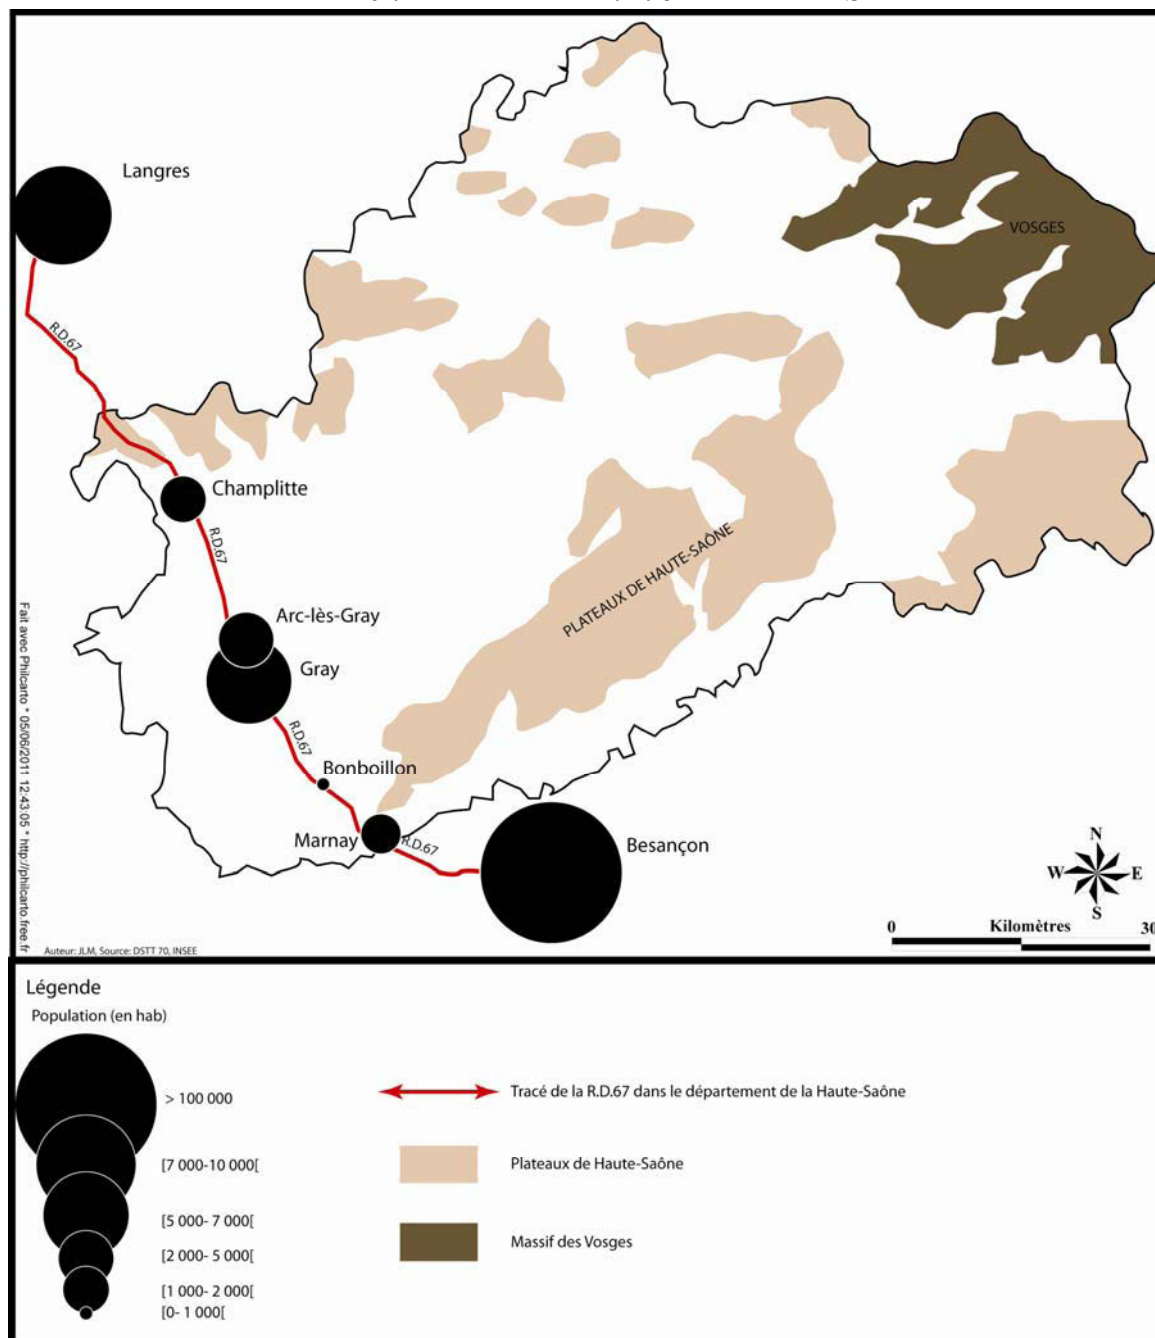 Langres
VOSGES
R.D.67
Champlitte
R.D.67
PLATEAUX DE HAUTE-SAÔNE
Arc-lès-Gray
Gray
R.D.67
Bonboillon
Marnay
R.D.67
Besançon
N
W E
S
0 Kilomètres 30
Fait avec Philcarto * 05/06/2011 12:43:05 * http://philcarto.free.fr
Auteur: JLM, Source: DSTT 70, INSEE
Légende
Population (en hab)
> 100 000
[7 000-10 000[
[5 000- 7 000[
[2 000- 5 000[
[1 000- 2 000[
[0- 1 000[
Tracé de la R.D.67 dans le département de la Haute-Saône
Plateaux de Haute-Saône
Massif des Vosges